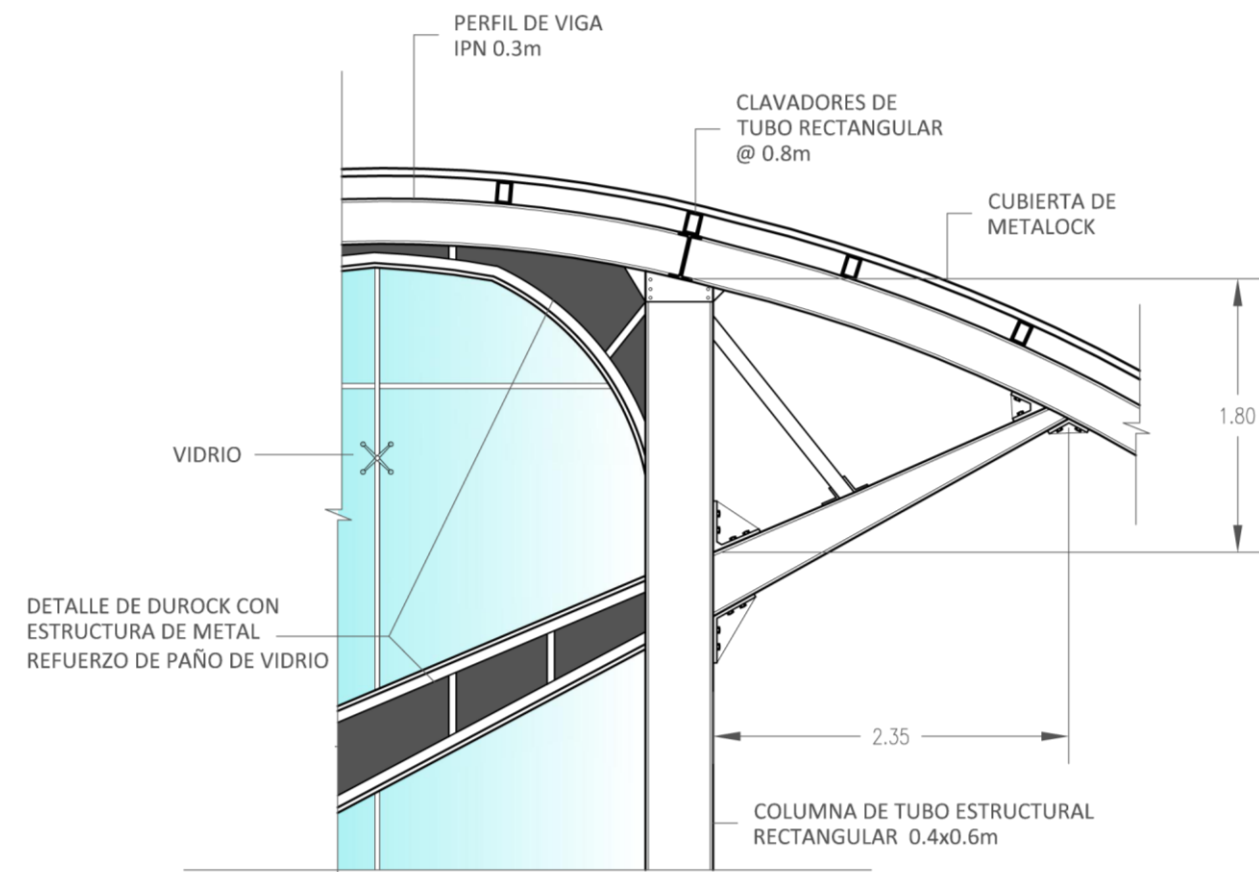 PERFIL DE VIGA
IPN 0.3m
CLAVADORES DE
TUBO RECTANGULAR
@ 0.8m
CUBIERTA DE
METALOCK
1.80
VIDRIO
DETALLE DE DUROCK CON
ESTRUCTURA DE METAL
REFUERZO DE PAÑO DE VIDRIO
2.35
COLUMNA DE TUBO ESTRUCTURAL
RECTANGULAR 0.4x0.6m